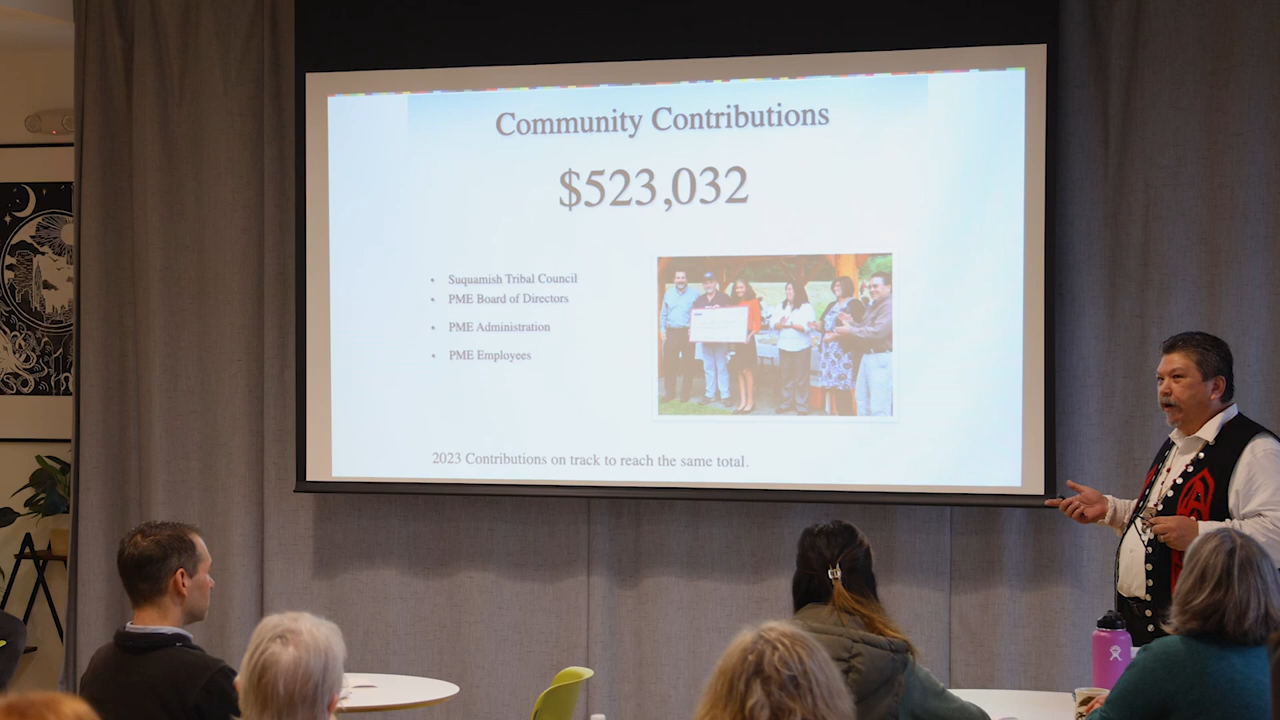 Community Contributions
$523,032
• Suquamish Tribal Council
• PME Board of Directors
• PME Administration
• PME Employees
2023 Contributions on track to reach the same total.